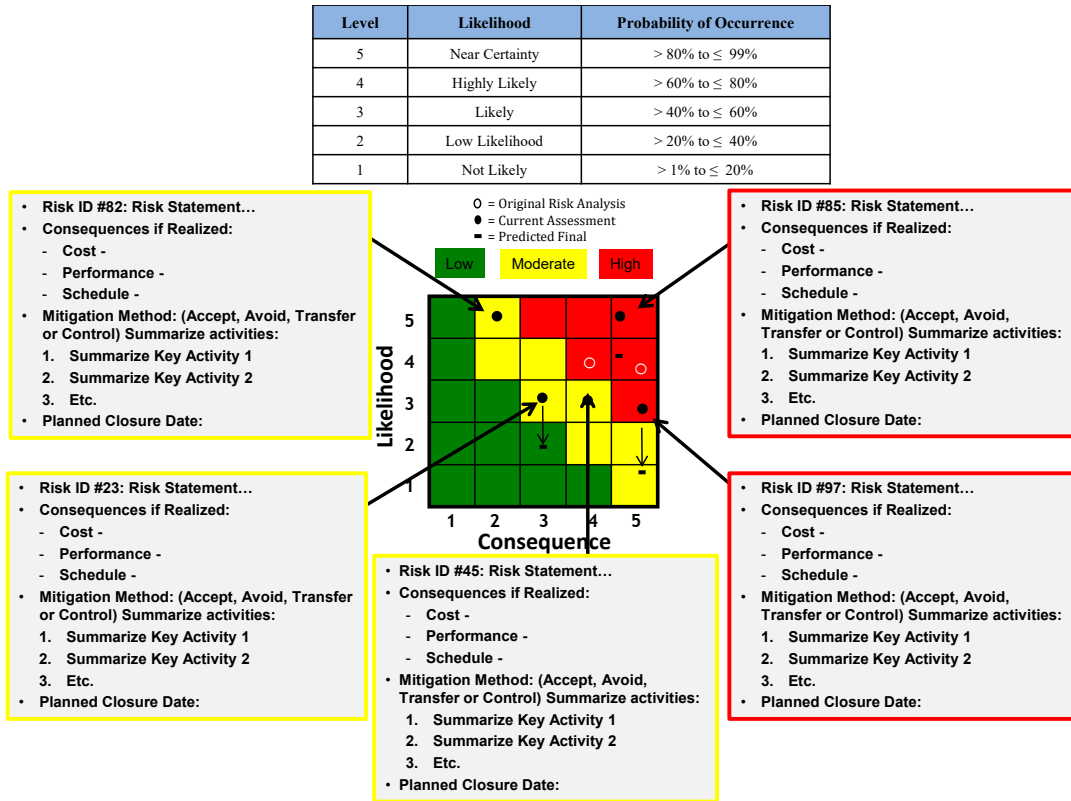 Level Likelihood Probability of Occurrence
5 Near Certainty > 80% to ≤ 99%
4 Highly Likely > 60% to ≤ 80%
3 Likely > 40% to ≤ 60%
2 Low Likelihood > 20% to ≤ 40%
1 Not Likely > 1% to ≤ 20%
• Risk ID #82: Risk Statement…
• Consequences if Realized:
- Cost -
- Performance -
- Schedule -
• Mitigation Method: (Accept, Avoid, Transfer
or Control) Summarize activities:
1. Summarize Key Activity 1
2. Summarize Key Activity 2
3. Etc.
• Planned Closure Date:
= Original Risk Analysis
= Current Assessment
= Predicted Final
Low Moderate High
Likelihood
5
4
3
2
1
1 2 3 4 5
Consequence
• Risk ID #85: Risk Statement…
• Consequences if Realized:
- Cost -
- Performance -
- Schedule -
• Mitigation Method: (Accept, Avoid,
Transfer or Control) Summarize activities:
1. Summarize Key Activity 1
2. Summarize Key Activity 2
3. Etc.
• Planned Closure Date:
• Risk ID #23: Risk Statement…
• Consequences if Realized:
- Cost -
- Performance -
- Schedule -
• Mitigation Method: (Accept, Avoid, Transfer
or Control) Summarize activities:
1. Summarize Key Activity 1
2. Summarize Key Activity 2
3. Etc.
• Planned Closure Date:
• Risk ID #45: Risk Statement…
• Consequences if Realized:
- Cost -
- Performance -
- Schedule -
• Mitigation Method: (Accept, Avoid,
Transfer or Control) Summarize activities:
1. Summarize Key Activity 1
2. Summarize Key Activity 2
3. Etc.
• Planned Closure Date:
• Risk ID #97: Risk Statement…
• Consequences if Realized:
- Cost -
- Performance -
- Schedule -
• Mitigation Method: (Accept, Avoid,
Transfer or Control) Summarize activities:
1. Summarize Key Activity 1
2. Summarize Key Activity 2
3. Etc.
• Planned Closure Date: